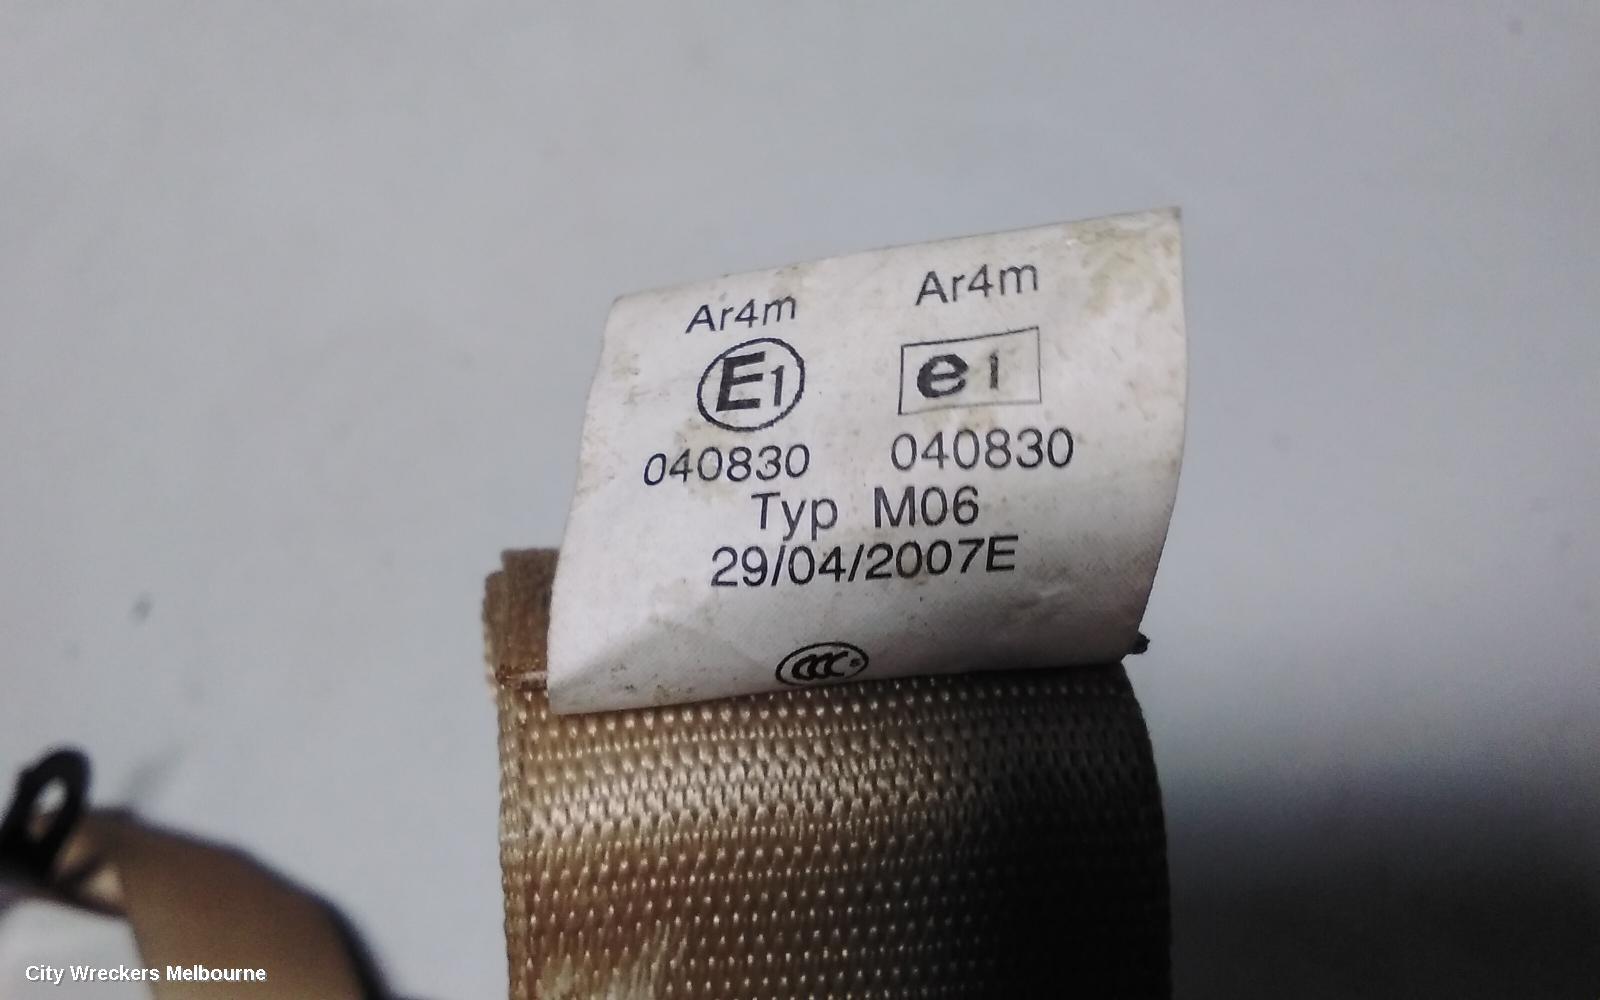 Ar4m Ar4m
E1 e1
040830 040830
Typ M06
29/04/2007E
CCC
City Wreckers Melbourne